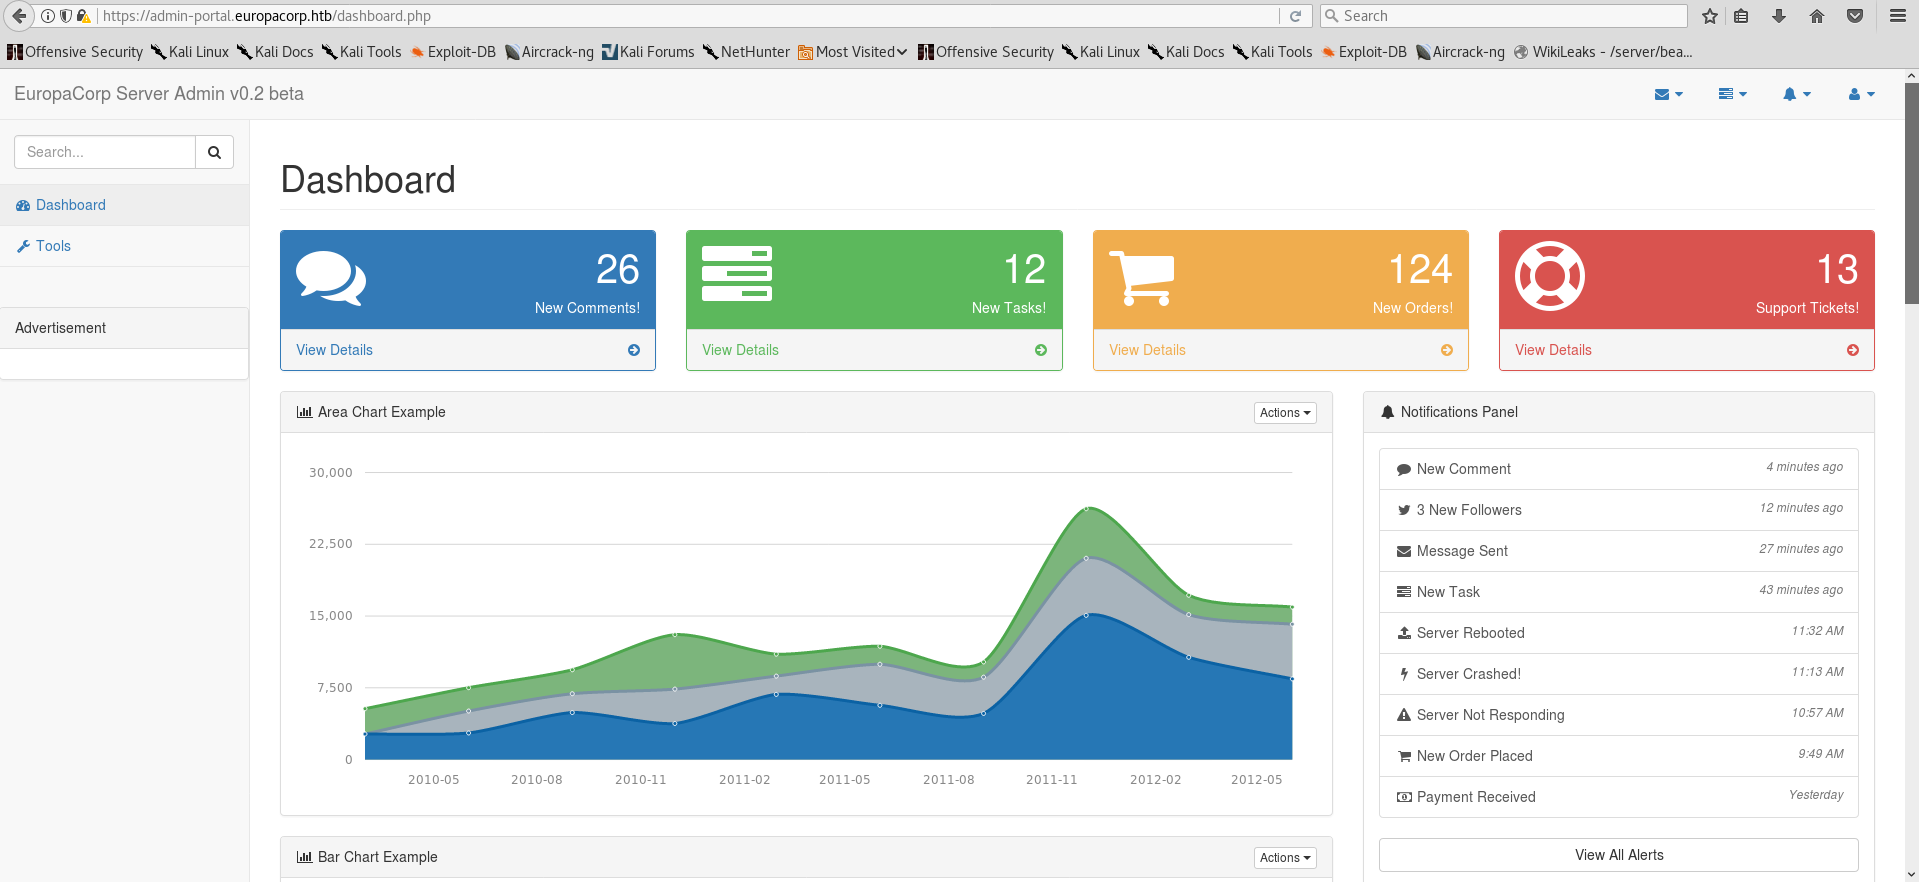 https://admin-portal.europacorp.htb/dashboard.php
Search
Offensive Security Kali Linux Kali Docs Kali Tools Exploit-DB Aircrack-ng Kali Forums NetHunter Most Visited Offensive Security Kali Linux Kali Docs Kali Tools Exploit-DB Aircrack-ng WikiLeaks - /server/bea...
EuropaCorp Server Admin v0.2 beta
Search...
Dashboard
Tools
Advertisement
Dashboard
26
New Comments!
View Details
12
New Tasks!
View Details
124
New Orders!
View Details
13
Support Tickets!
View Details
Area Chart Example
Actions
30,000
22,500
15,000
7,500
0
2010-05 2010-08 2010-11 2011-02 2011-05 2011-08 2011-11 2012-02 2012-05
Bar Chart Example
Actions
Notifications Panel
New Comment 4 minutes ago
3 New Followers 12 minutes ago
Message Sent 27 minutes ago
New Task 43 minutes ago
Server Rebooted 11:32 AM
Server Crashed! 11:13 AM
Server Not Responding 10:57 AM
New Order Placed 9:49 AM
Payment Received Yesterday
View All Alerts